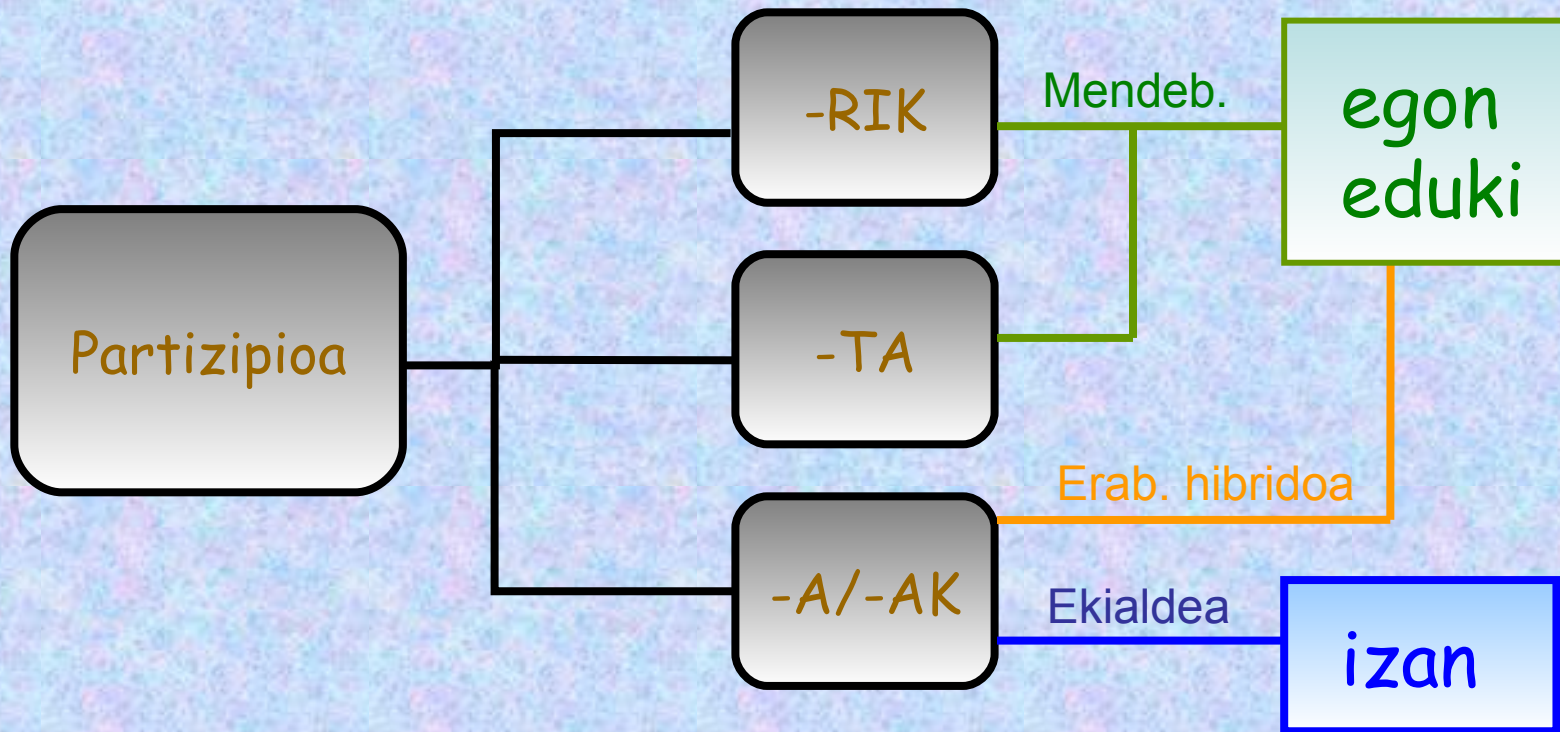 -RIK
Mendeb.
egon
eduki
Partizipioa
-TA
Erab. hibridoa
-A/-AK
Ekialdea
izan